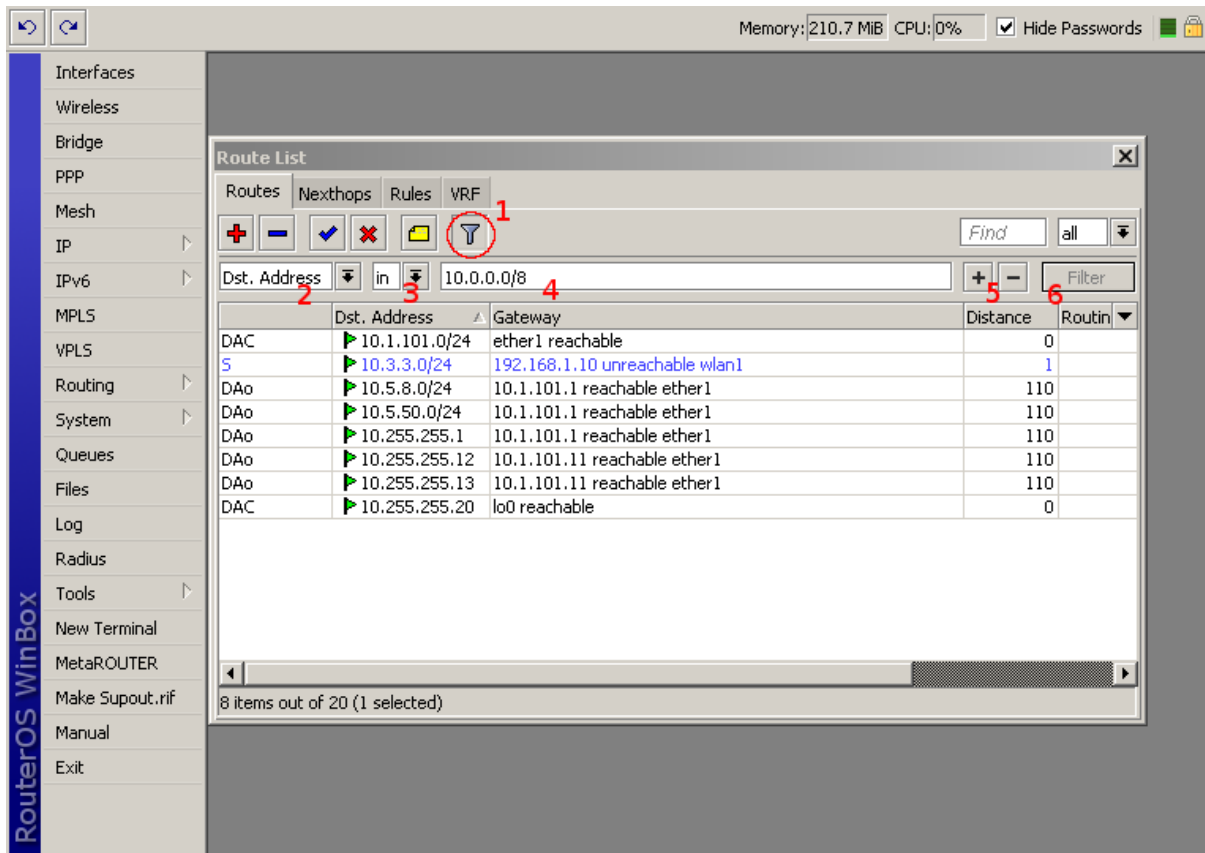 Memory: 210.7 MiB CPU: 0% Hide Passwords
RouterOS WinBox
Interfaces
Wireless
Bridge
PPP
Mesh
IP
IPv6
MPLS
VPLS
Routing
System
Queues
Files
Log
Radius
Tools
New Terminal
MetaROUTER
Make Supout.rif
Manual
Exit
Route List
Routes Nexthops Rules VRF
1
Find all
Dst. Address in 10.0.0.0/8 + − Filter
2 3 4 5 6
Dst. Address Gateway Distance Routin
DAC 10.1.101.0/24 ether1 reachable 0
S 10.3.3.0/24 192.168.1.10 unreachable wlan1 1
DAo 10.5.8.0/24 10.1.101.1 reachable ether1 110
DAo 10.5.50.0/24 10.1.101.1 reachable ether1 110
DAo 10.255.255.1 10.1.101.1 reachable ether1 110
DAo 10.255.255.12 10.1.101.11 reachable ether1 110
DAo 10.255.255.13 10.1.101.11 reachable ether1 110
DAC 10.255.255.20 lo0 reachable 0
8 items out of 20 (1 selected)